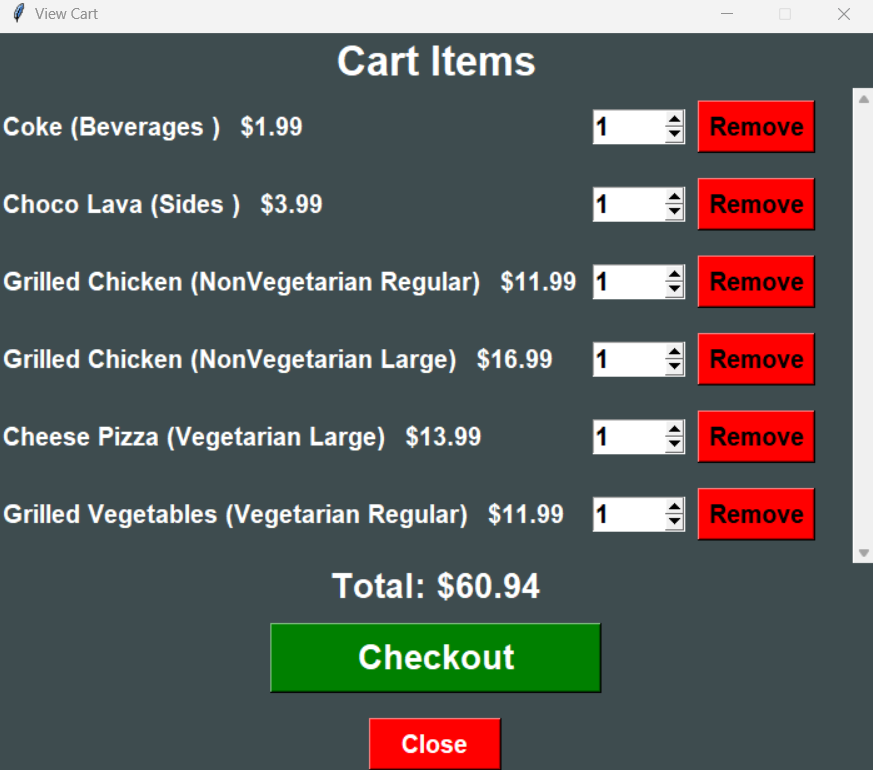 View Cart
Cart Items
Coke (Beverages ) $1.99 1 Remove
Choco Lava (Sides ) $3.99 1 Remove
Grilled Chicken (NonVegetarian Regular) $11.99 1 Remove
Grilled Chicken (NonVegetarian Large) $16.99 1 Remove
Cheese Pizza (Vegetarian Large) $13.99 1 Remove
Grilled Vegetables (Vegetarian Regular) $11.99 1 Remove
Total: $60.94
Checkout
Close